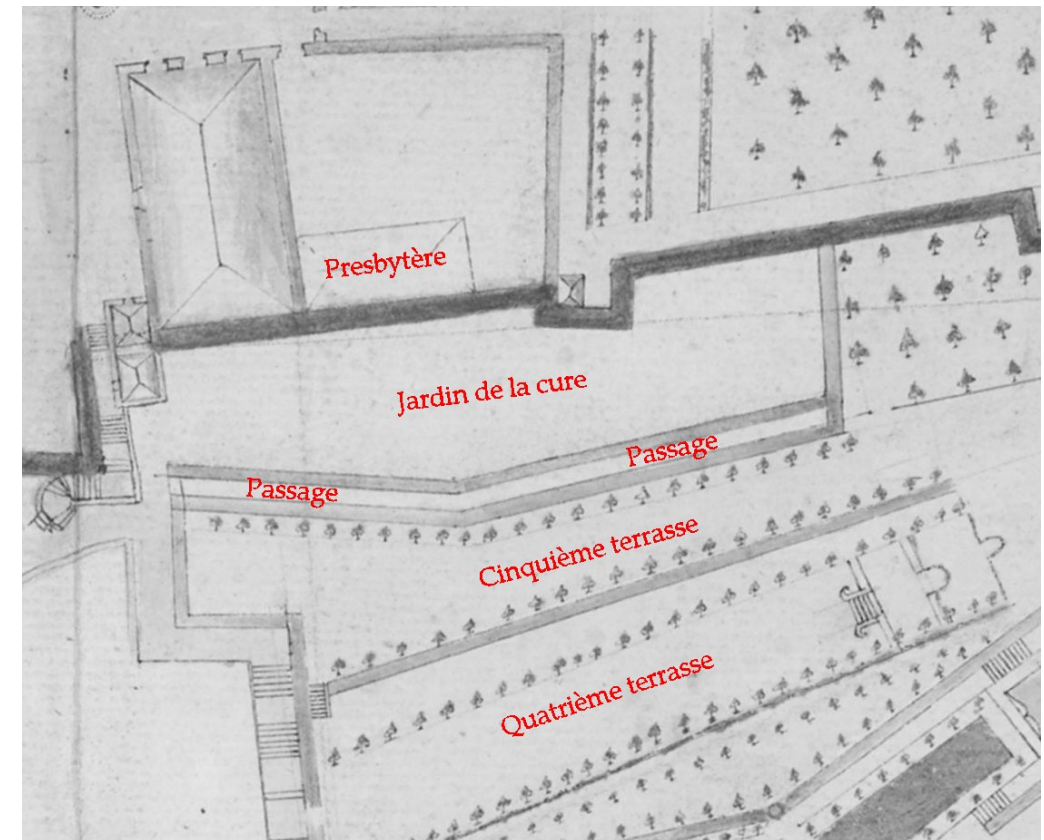 Presbytère
Jardin de la cure
Passage
Passage
Cinquième terrasse
Quatrième terrasse